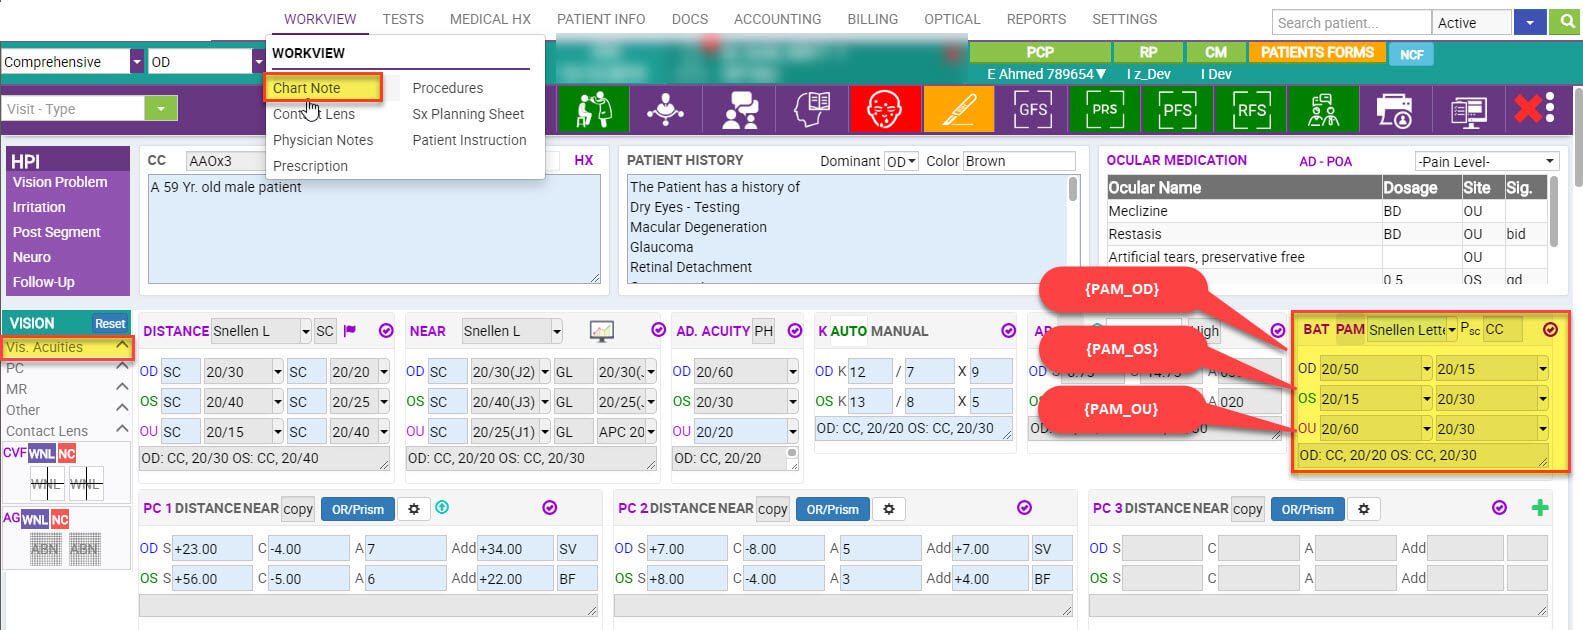 WORKVIEW TESTS MEDICAL HX PATIENT INFO DOCS ACCOUNTING BILLING OPTICAL REPORTS SETTINGS Search patient... Active
WORKVIEW
Chart Note Procedures
Cont Lens Sx Planning Sheet
Physician Notes Patient Instruction
Prescription
Comprehensive OD
PCP RP CM PATIENTS FORMS NCF
E Ahmed 789654▼ I z_Dev I Dev
Visit - Type GFS PRS PFS RFS
HPI
Vision Problem
Irritation
Post Segment
Neuro
Follow-Up
CC AAOx3 HX
A 59 Yr. old male patient
PATIENT HISTORY Dominant OD Color Brown
The Patient has a history of
Dry Eyes - Testing
Macular Degeneration
Glaucoma
Retinal Detachment
OCULAR MEDICATION AD - POA -Pain Level-
Ocular Name Dosage Site Sig.
Meclizine BD OU
Restasis BD OU bid
Artificial tears, preservative free OU
0.5 OS qd
{PAM_OD}
{PAM_OS}
{PAM_OU}
VISION Reset
Vis. Acuities
PC
MR
Other
Contact Lens
CVF WNL NC
WNL WNL
AG WNL NC
ABN ABN
DISTANCE Snellen L SC
OD SC 20/30 SC 20/20
OS SC 20/40 SC 20/25
OU SC 20/15 SC 20/40
OD: CC, 20/30 OS: CC, 20/40
NEAR Snellen L
OD SC 20/30(J2) GL 20/30(.
OS SC 20/40(J3) GL 20/25(.
OU SC 20/25(J1) GL APC 20
OD: CC, 20/20 OS: CC, 20/30
AD. ACUITY PH
OD 20/60
OS 20/30
OU 20/20
OD: CC, 20/20
K AUTO MANUAL
OD K 12 / 7 X 9
OS K 13 / 8 X 5
OD: CC, 20/20 OS: CC, 20/30
A 020
BAT PAM Snellen Lette Psc CC
OD 20/50 20/15
OS 20/15 20/30
OU 20/60 20/30
OD: CC, 20/20 OS: CC, 20/30
PC 1 DISTANCE NEAR copy OR/Prism
OD S +23.00 C -4.00 A 7 Add +34.00 SV
OS S +56.00 C -5.00 A 6 Add +22.00 BF
PC 2 DISTANCE NEAR copy OR/Prism
OD S +7.00 C -8.00 A 5 Add +7.00 SV
OS S +8.00 C -4.00 A 3 Add +4.00 BF
PC 3 DISTANCE NEAR copy OR/Prism
OD S C A Add
OS S C A Add